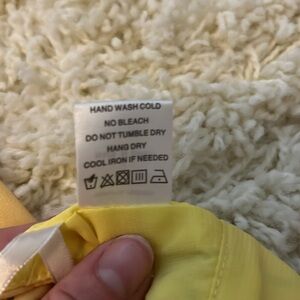 HAND WASH COLD
NO BLEACH
DO NOT TUMBLE DRY
HANG DRY
COOL IRON IF NEEDED